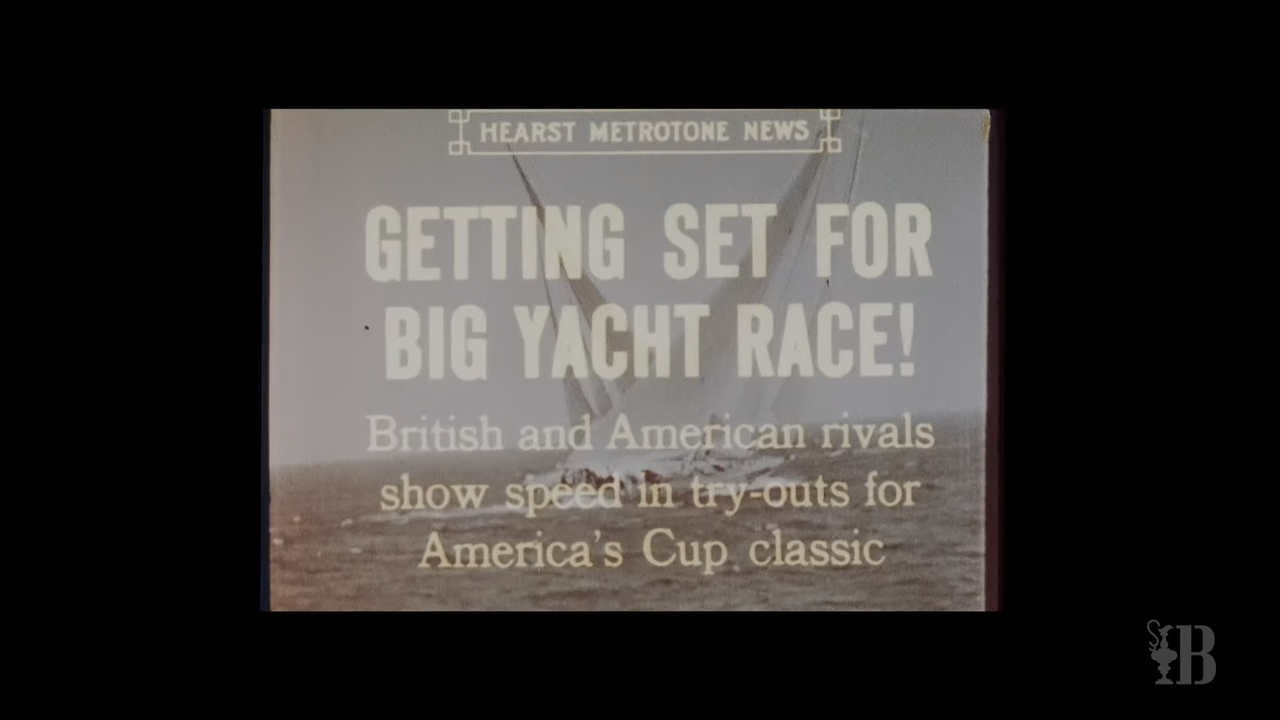 HEARST METROTONE NEWS
GETTING SET FOR
BIG YACHT RACE!
British and American rivals
show speed in try-outs for
America's Cup classic
B